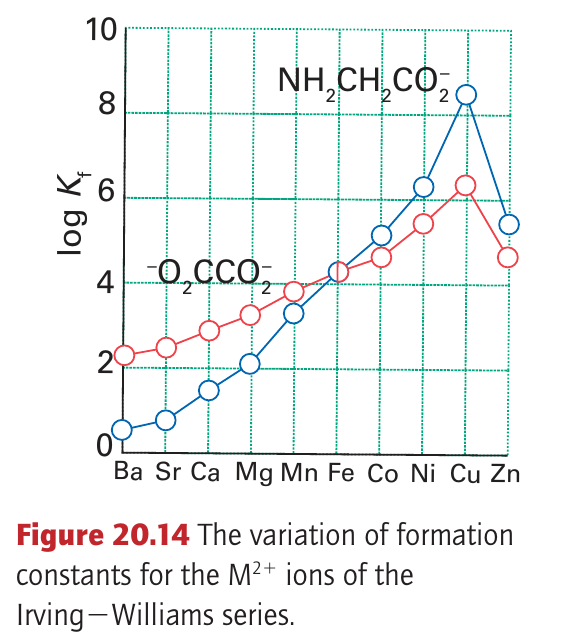 10
NH₂CH₂CO₂⁻
8
log Kf
6
⁻O₂CCO₂⁻
4
2
0
Ba Sr Ca Mg Mn Fe Co Ni Cu Zn
Figure 20.14 The variation of formation
constants for the M²⁺ ions of the
Irving–Williams series.